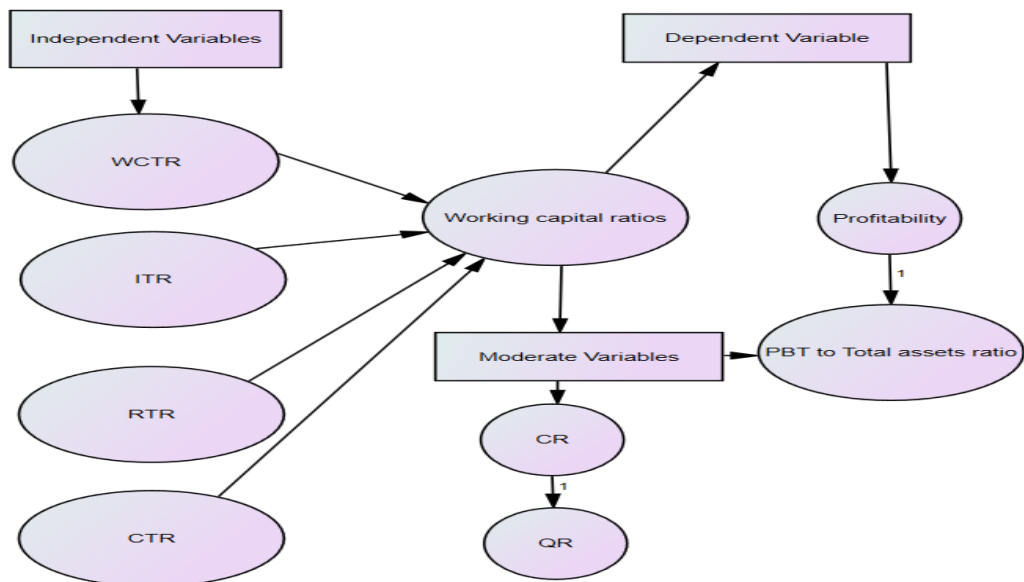 Independent Variables
Dependent Variable
WCTR
Working capital ratios
Profitability
ITR
1
Moderate Variables
PBT to Total assets ratio
RTR
CR
1
CTR
QR